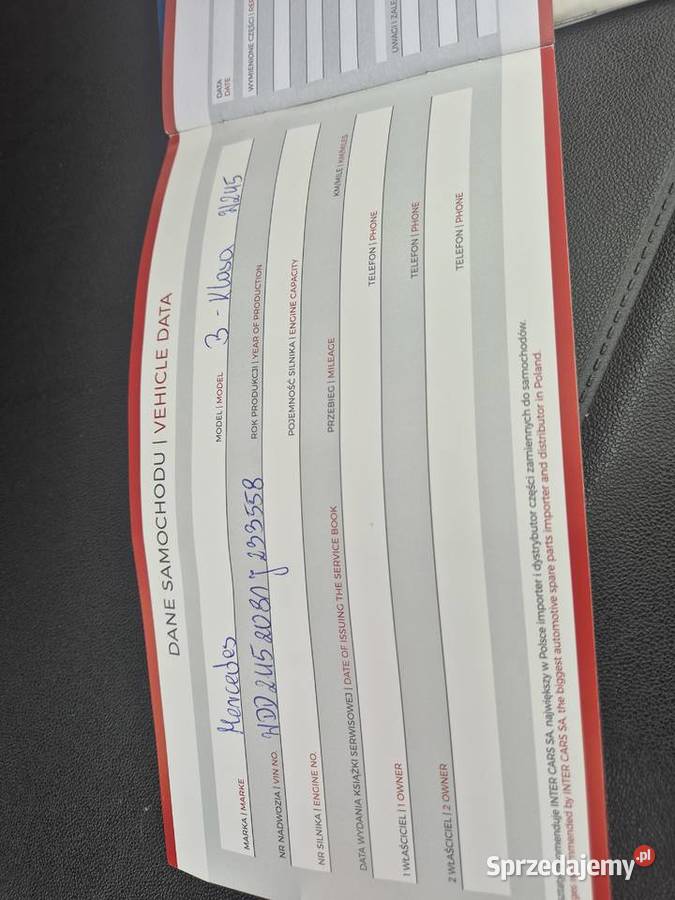 DATA
DATE
WYMIENIONE CZĘŚCI
UWAGI I
DANE SAMOCHODU | VEHICLE DATA
MARKA | MARKE Mercedes MODEL | MODEL B - Klasa W245
NR NADWOZIA | VIN NO. ROK PRODUKCJI | YEAR OF PRODUCTION
NR SILNIKA | ENGINE NO. POJEMNOŚĆ SILNIKA | ENGINE CAPACITY
DATA WYDANIA KSIĄŻKI SERWISOWEJ | DATE OF ISSUING THE SERVICE BOOK PRZEBIEG | MILEAGE KM/MILE | KM/MILES
1 WŁAŚCICIEL | 1 OWNER TELEFON | PHONE
2 WŁAŚCICIEL | 2 OWNER TELEFON | PHONE
TELEFON | PHONE
INTER CARS SA, największy w Polsce importer i dystrybutor części zamiennych do samochodów.
by INTER CARS SA, the biggest automotive spare parts importer and distributor in Poland.
Sprzedajemy.pl